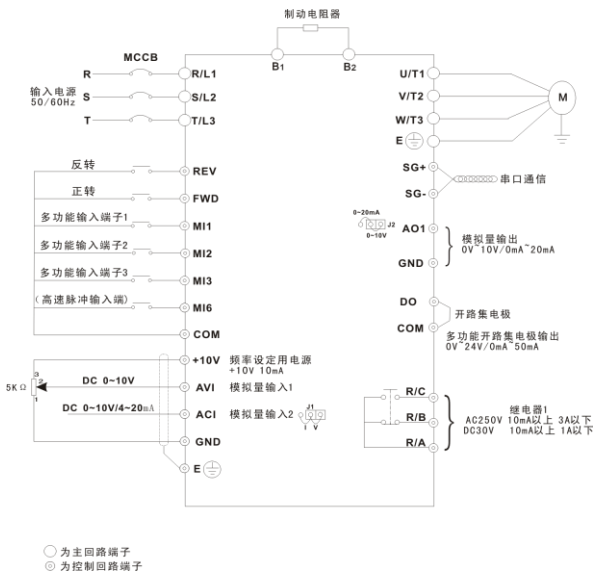 制动电阻器
B1
B2
MCCB
R
R/L1
输入电源
50/60Hz
S
S/L2
T
T/L3
U/T1
V/T2
W/T3
E
M
反转
REV
正转
FWD
多功能输入端子1
MI1
多功能输入端子2
MI2
多功能输入端子3
MI3
(高速脉冲输入端)
MI6
COM
SG+
SG-
串口通信
0~20mA
J2
0~10V
AO1
GND
模拟量输出
0V~10V/0mA~20mA
DO
COM
开路集电极
多功能开路集电极输出
0V~24V/0mA~50mA
+10V
频率设定用电源
+10V 10mA
5KΩ
3
2
1
DC 0~10V
AVI
模拟量输入1
DC 0~10V/4~20mA
ACI
模拟量输入2
J1
I
V
GND
E
R/C
R/B
R/A
继电器1
AC250V 10mA以上 3A以下
DC30V 10mA以上 1A以下
为主回路端子
为控制回路端子